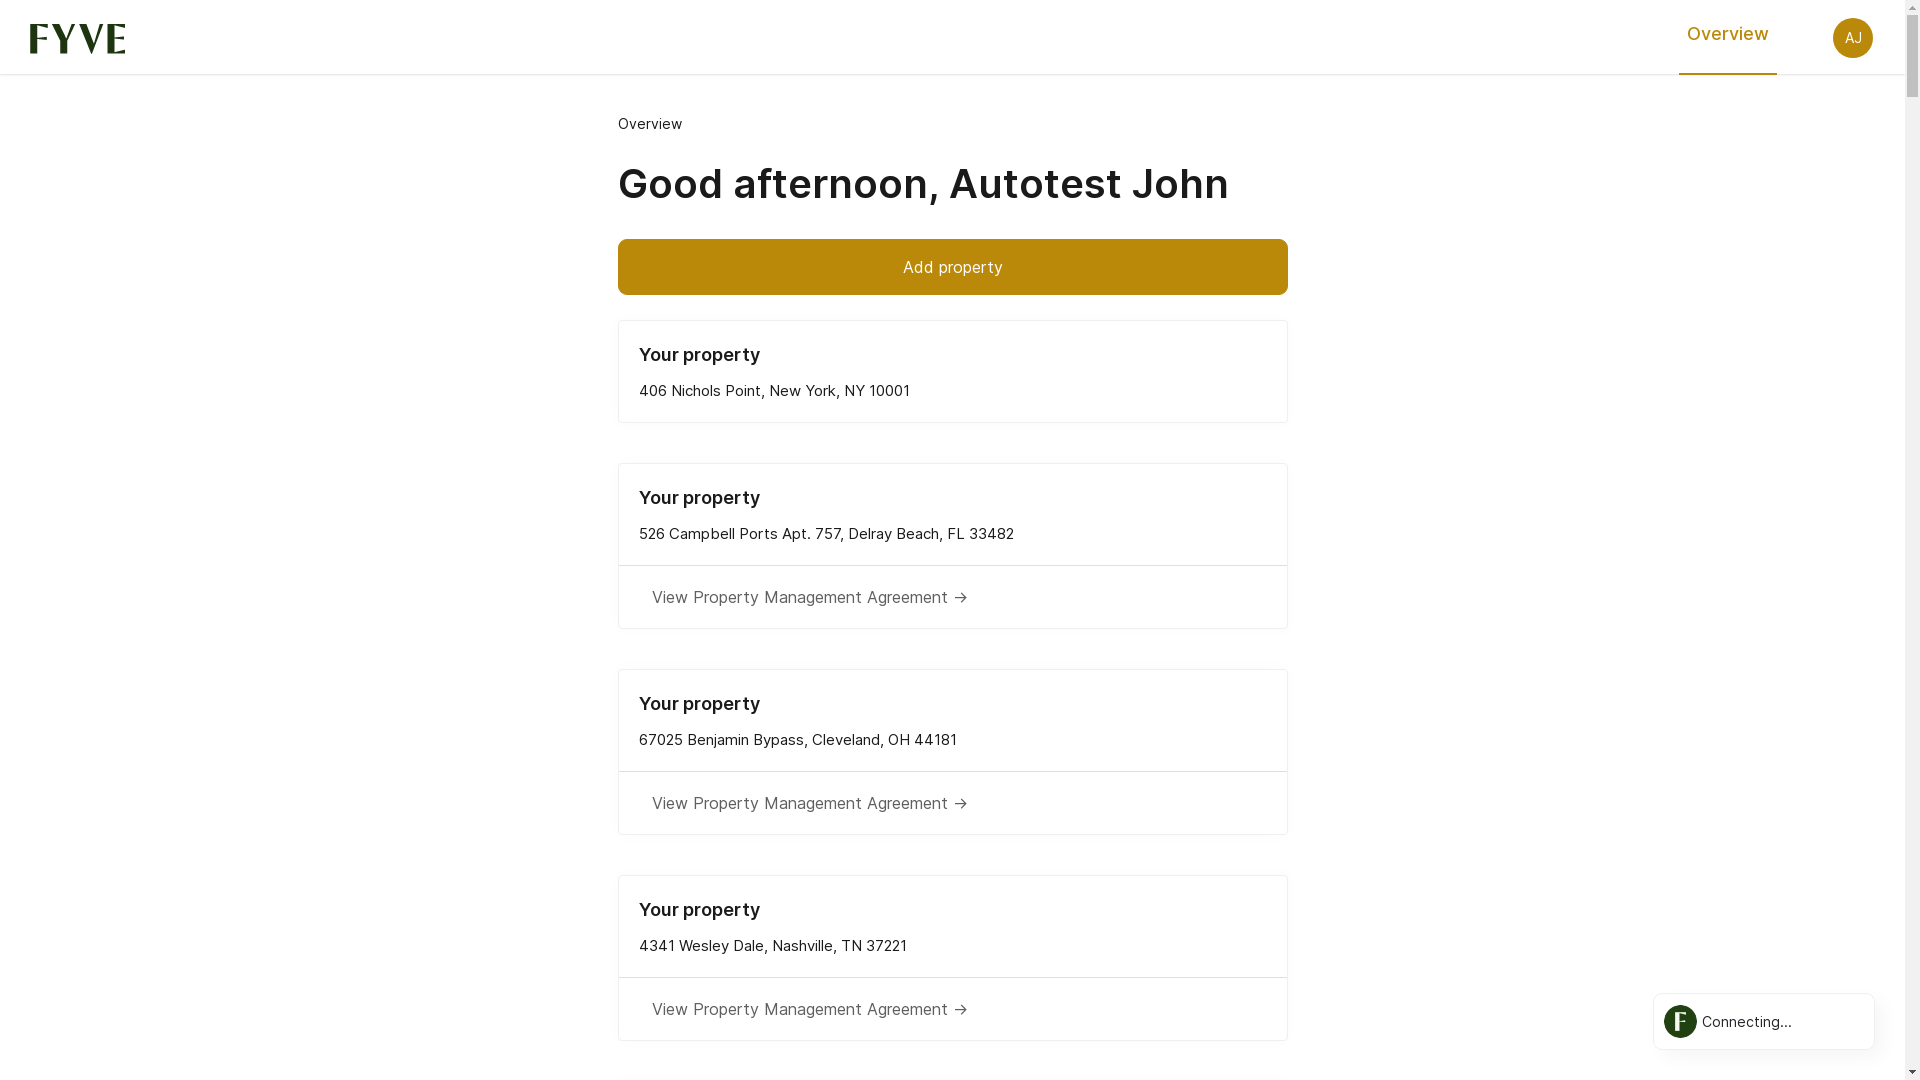 FYVE
Overview
AJ
Overview
Good afternoon, Autotest John
Add property
Your property
406 Nichols Point, New York, NY 10001
Your property
526 Campbell Ports Apt. 757, Delray Beach, FL 33482
View Property Management Agreement →
Your property
67025 Benjamin Bypass, Cleveland, OH 44181
View Property Management Agreement →
Your property
4341 Wesley Dale, Nashville, TN 37221
View Property Management Agreement →
F
Connecting...